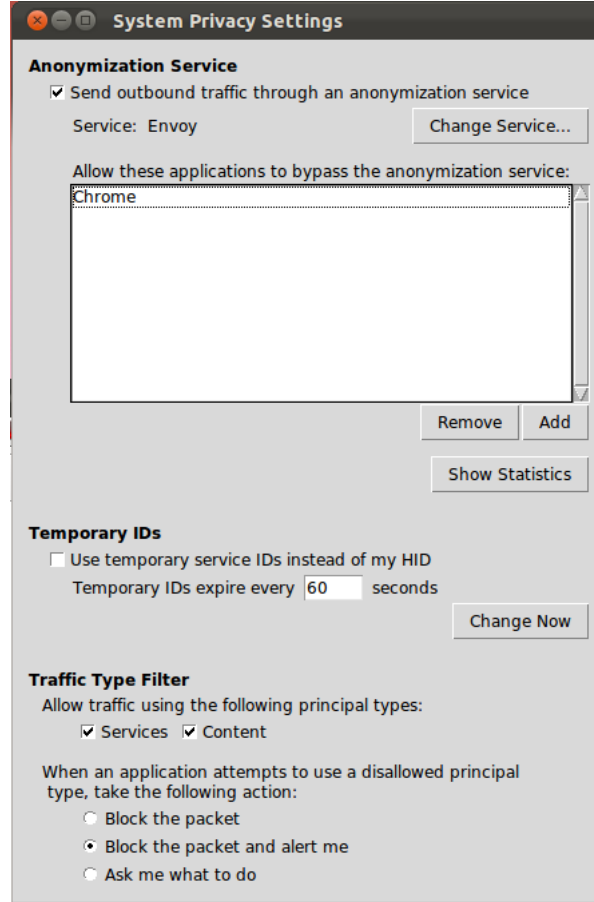 System Privacy Settings
Anonymization Service
Send outbound traffic through an anonymization service
Service: Envoy Change Service...
Allow these applications to bypass the anonymization service:
Chrome
Remove Add
Show Statistics
Temporary IDs
Use temporary service IDs instead of my HID
Temporary IDs expire every 60 seconds
Change Now
Traffic Type Filter
Allow traffic using the following principal types:
Services Content
When an application attempts to use a disallowed principal
type, take the following action:
Block the packet
Block the packet and alert me
Ask me what to do